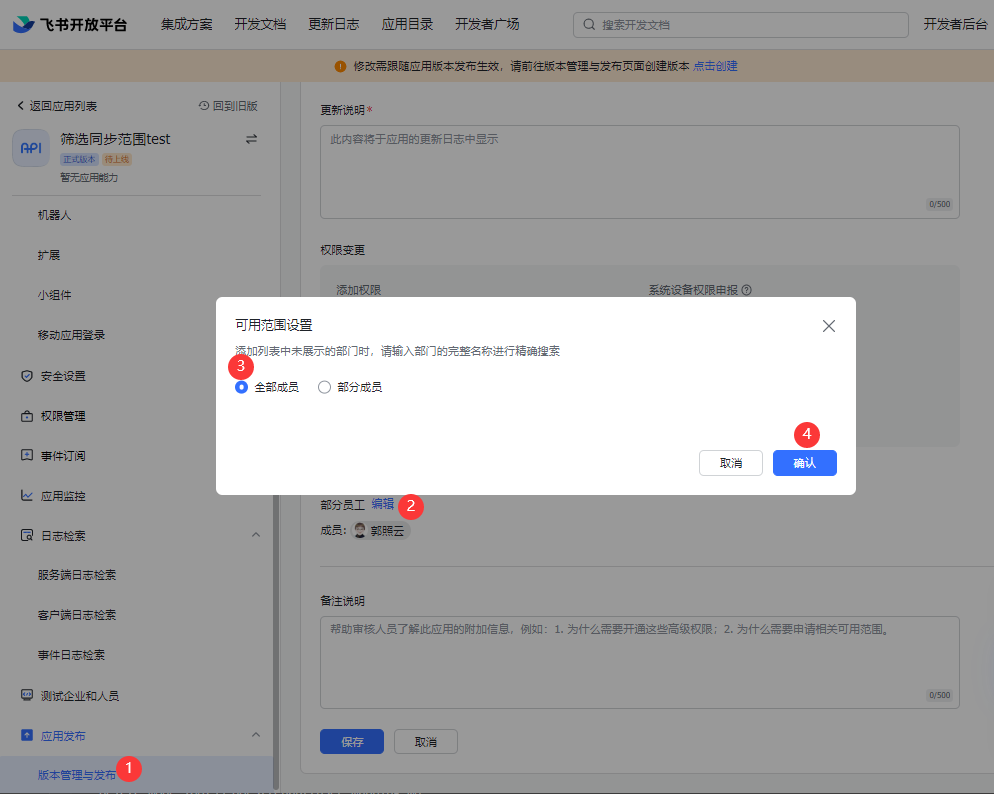 飞书开放平台 集成方案 开发文档 更新日志 应用目录 开发者广场 搜索开发文档 开发者后台
修改需跟随应用版本发布生效，请前往版本管理与发布页面创建版本 点击创建
返回应用列表 回到旧版
API 筛选同步范围test
正式版本 待上线
暂无应用能力
机器人
扩展
小组件
移动应用登录
安全设置
权限管理
事件订阅
应用监控
日志检索
服务端日志检索
客户端日志检索
事件日志检索
测试企业和人员
应用发布
版本管理与发布 1
更新说明*
此内容将于应用的更新日志中显示
0/500
权限变更
添加权限 系统设备权限申报
可用范围设置
添加列表中未展示的部门时，请输入部门的完整名称进行精确搜索
3
全部成员 部分成员
4
取消 确认
部分员工 编辑 2
成员: 郭照云
备注说明
帮助审核人员了解此应用的附加信息，例如：1. 为什么需要开通这些高级权限；2. 为什么需要申请相关可用范围。
0/500
保存 取消